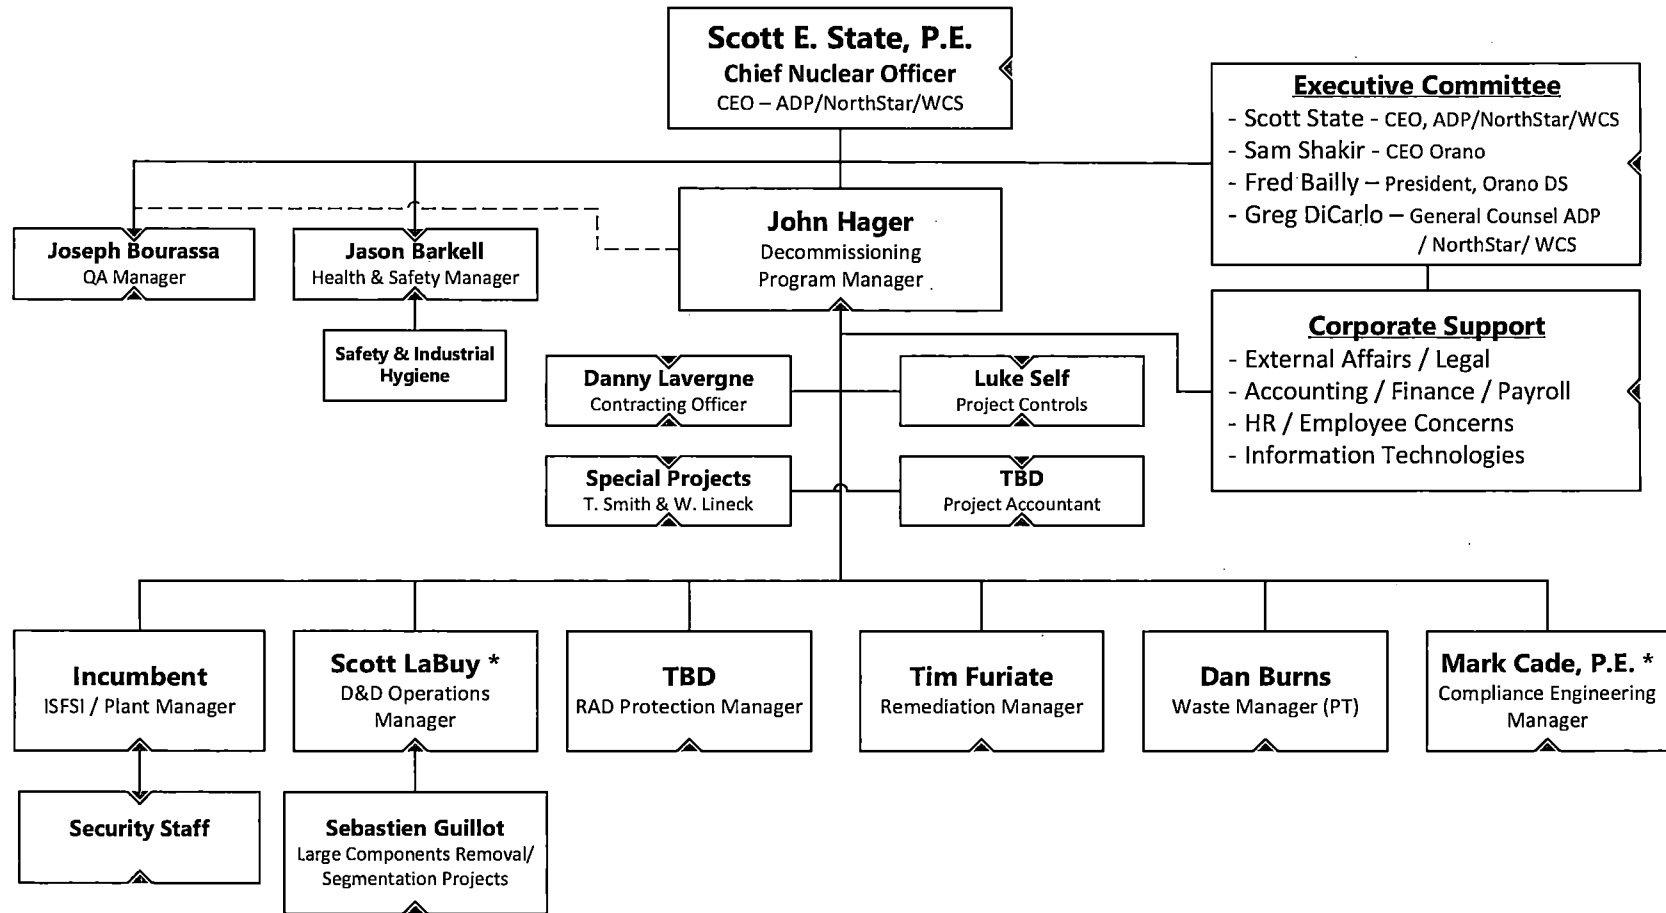 Scott E. State, P.E.
Chief Nuclear Officer
CEO – ADP/NorthStar/WCS
Executive Committee
- Scott State - CEO, ADP/NorthStar/WCS
- Sam Shakir - CEO Orano
- Fred Bailly – President, Orano DS
- Greg DiCarlo – General Counsel ADP
/ NorthStar/ WCS
John Hager
Decommissioning
Program Manager
Joseph Bourassa
QA Manager
Jason Barkell
Health & Safety Manager
Safety & Industrial
Hygiene
Corporate Support
- External Affairs / Legal
- Accounting / Finance / Payroll
- HR / Employee Concerns
- Information Technologies
Danny Lavergne
Contracting Officer
Luke Self
Project Controls
Special Projects
T. Smith & W. Lineck
TBD
Project Accountant
Incumbent
ISFSI / Plant Manager
Scott LaBuy *
D&D Operations
Manager
TBD
RAD Protection Manager
Tim Furiate
Remediation Manager
Dan Burns
Waste Manager (PT)
Mark Cade, P.E. *
Compliance Engineering
Manager
Security Staff
Sebastien Guillot
Large Components Removal/
Segmentation Projects